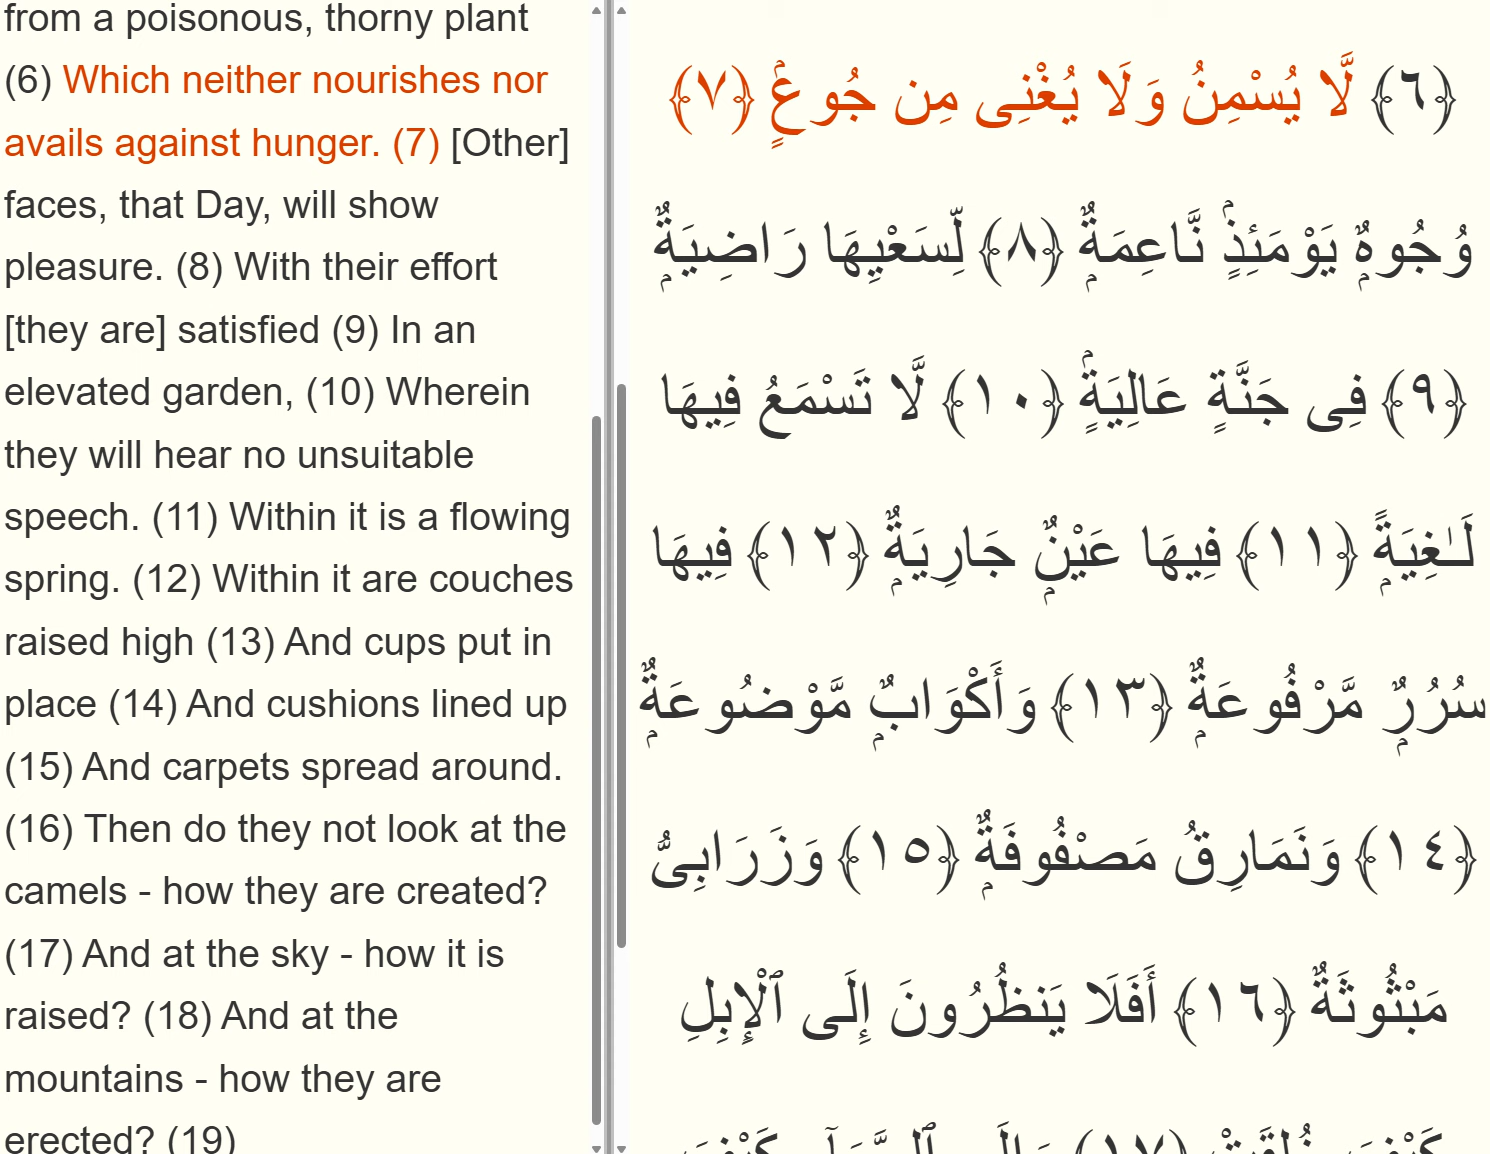 from a poisonous, thorny plant
(6) Which neither nourishes nor
avails against hunger. (7) [Other]
faces, that Day, will show
pleasure. (8) With their effort
[they are] satisfied (9) In an
elevated garden, (10) Wherein
they will hear no unsuitable
speech. (11) Within it is a flowing
spring. (12) Within it are couches
raised high (13) And cups put in
place (14) And cushions lined up
(15) And carpets spread around.
(16) Then do they not look at the
camels - how they are created?
(17) And at the sky - how it is
raised? (18) And at the
mountains - how they are
erected? (19)
﴿٦﴾ لَّا يُسْمِنُ وَلَا يُغْنِى مِن جُوعٍۢ ﴿٧﴾
وُجُوهٌۭ يَوْمَئِذٍۢ نَّاعِمَةٌۭ ﴿٨﴾ لِّسَعْيِهَا رَاضِيَةٌۭ
﴿٩﴾ فِى جَنَّةٍ عَالِيَةٍۢ ﴿١٠﴾ لَّا تَسْمَعُ فِيهَا
لَـٰغِيَةًۭ ﴿١١﴾ فِيهَا عَيْنٌۭ جَارِيَةٌۭ ﴿١٢﴾ فِيهَا
سُرُرٌۭ مَّرْفُوعَةٌۭ ﴿١٣﴾ وَأَكْوَابٌۭ مَّوْضُوعَةٌۭ
﴿١٤﴾ وَنَمَارِقُ مَصْفُوفَةٌۭ ﴿١٥﴾ وَزَرَابِىُّ
مَبْثُوثَةٌ ﴿١٦﴾ أَفَلَا يَنظُرُونَ إِلَى ٱلْإِبِلِ
كَيْفَ خُلِقَتْ ﴿١٧﴾ وَإِلَى ٱلسَّمَآءِ كَيْفَ